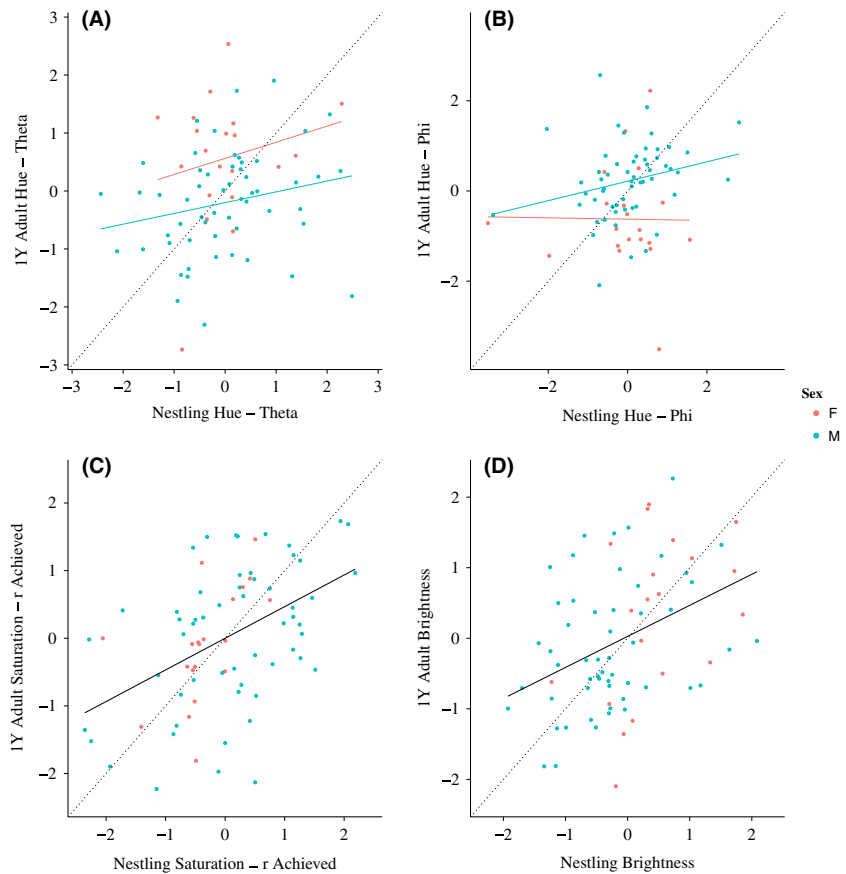 (A)
3
2
1
0
−1
−2
−3
1Y Adult Hue − Theta
−3 −2 −1 0 1 2 3
Nestling Hue − Theta
(B)
2
0
−2
1Y Adult Hue − Phi
−2 0 2
Nestling Hue − Phi
Sex
F
M
(C)
2
1
0
−1
−2
1Y Adult Saturation − r Achieved
−2 −1 0 1 2
Nestling Saturation − r Achieved
(D)
2
1
0
−1
−2
1Y Adult Brightness
−2 −1 0 1 2
Nestling Brightness